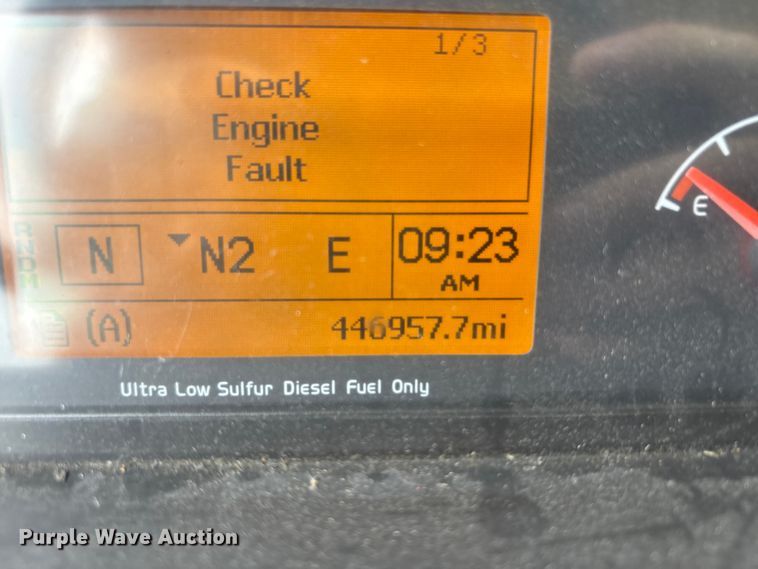 1/3
Check
Engine
Fault
RNDM
N N2 E 09:23
AM
(A) 446957.7mi
E
Ultra Low Sulfur Diesel Fuel Only
Purple Wave Auction